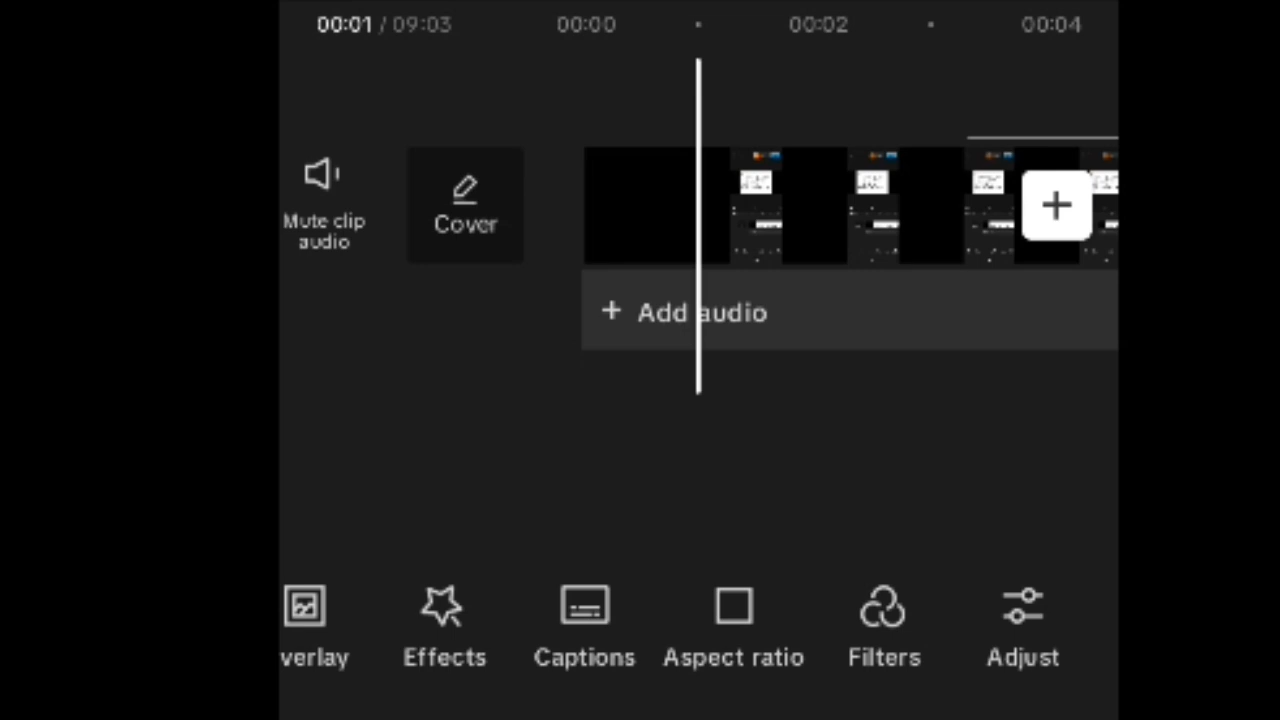 00:01 / 09:03 00:00 00:02 00:04
Mute clip
audio
Cover
+ Add audio
verlay Effects Captions Aspect ratio Filters Adjust